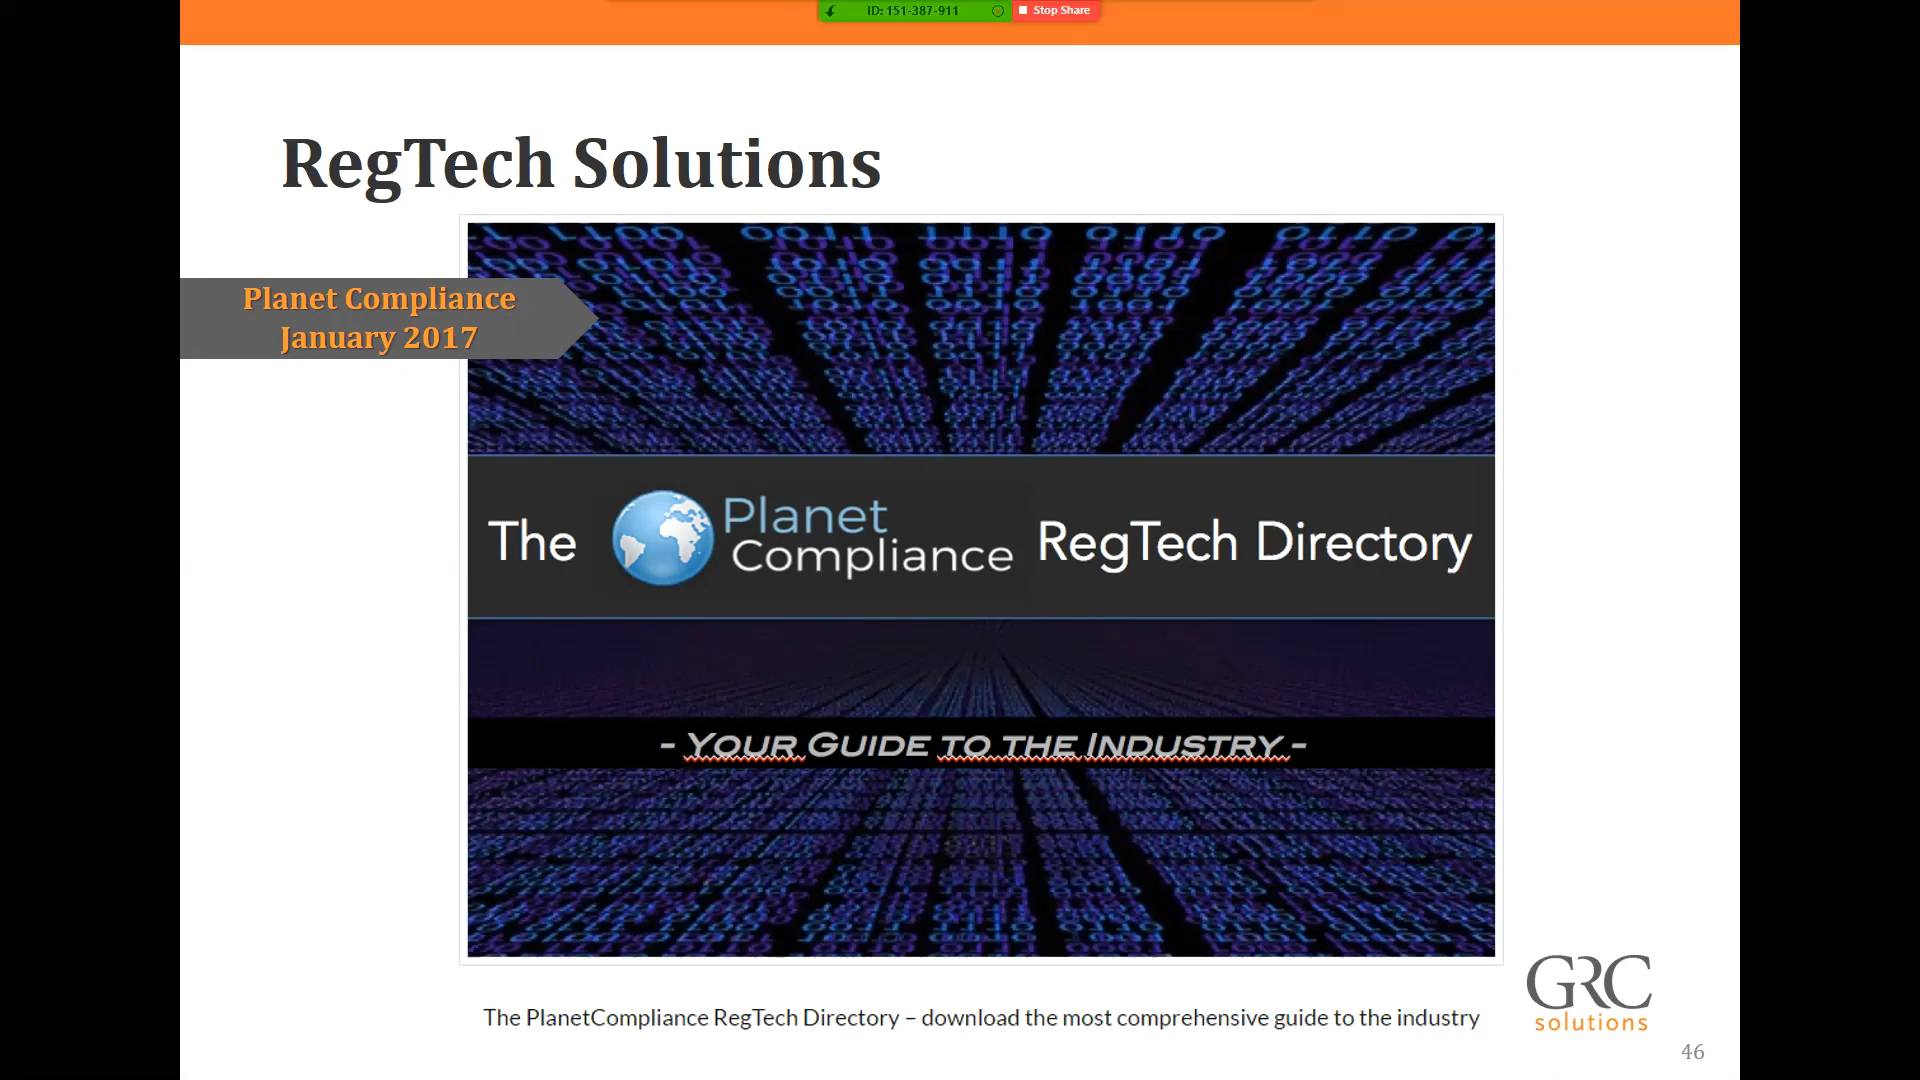 ID: 151-387-911 Stop Share
RegTech Solutions
Planet Compliance
January 2017
The Planet Compliance RegTech Directory
- Your Guide to the Industry -
The PlanetCompliance RegTech Directory – download the most comprehensive guide to the industry
GRC
solutions
46